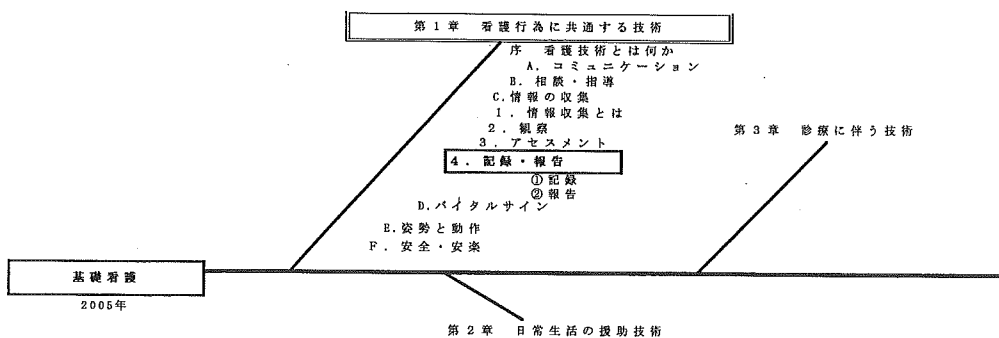 第1章 看護行為に共通する技術
序 看護技術とは何か
A.コミュニケーション
B.相談・指導
C.情報の収集
1.情報収集とは
2.観察
3.アセスメント
4.記録・報告
①記録
②報告
D.バイタルサイン
E.姿勢と動作
F.安全・安楽
第3章 診療に伴う技術
基礎看護
2005年
第2章 日常生活の援助技術